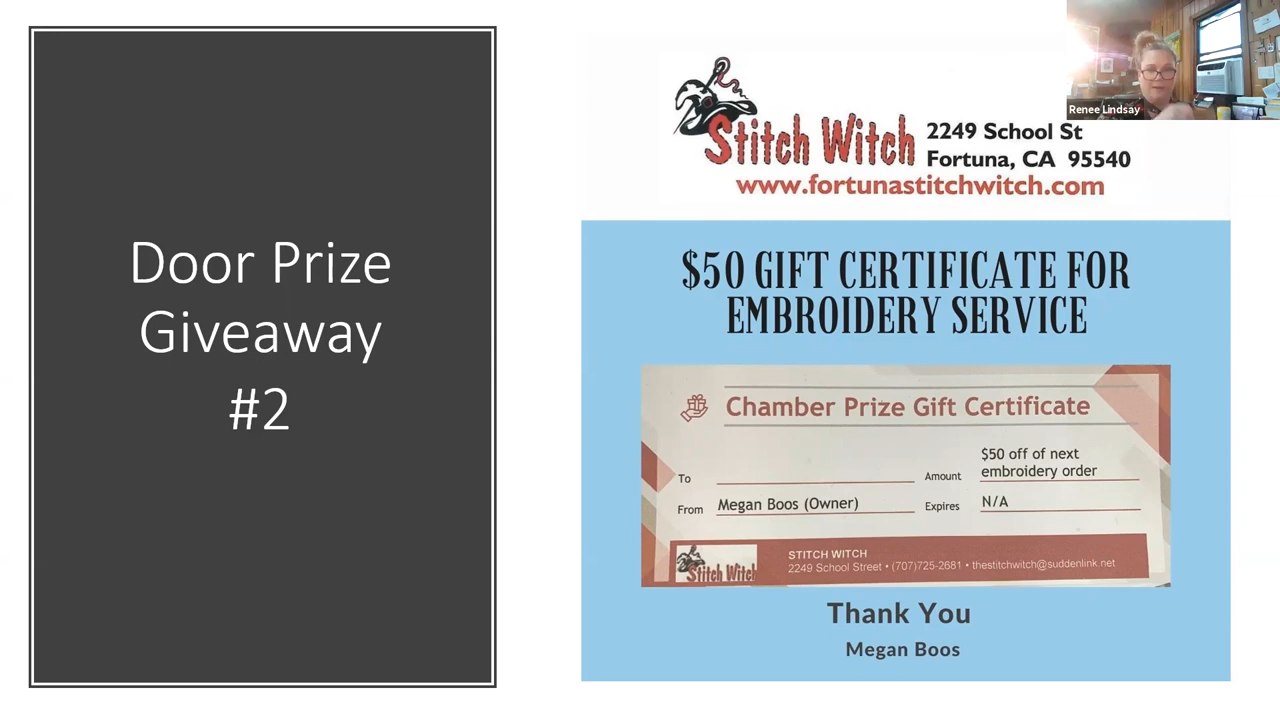 Door Prize
Giveaway
#2
Stitch Witch
2249 School St
Fortuna, CA 95540
www.fortunastitchwitch.com
Renee Lindsay
$50 GIFT CERTIFICATE FOR
EMBROIDERY SERVICE
Chamber Prize Gift Certificate
To
Amount
$50 off of next
embroidery order
From Megan Boos (Owner)
Expires N/A
Stitch Witch
STITCH WITCH
2249 School Street • (707)725-2681 • thestitchwitch@suddenlink.net
Thank You
Megan Boos